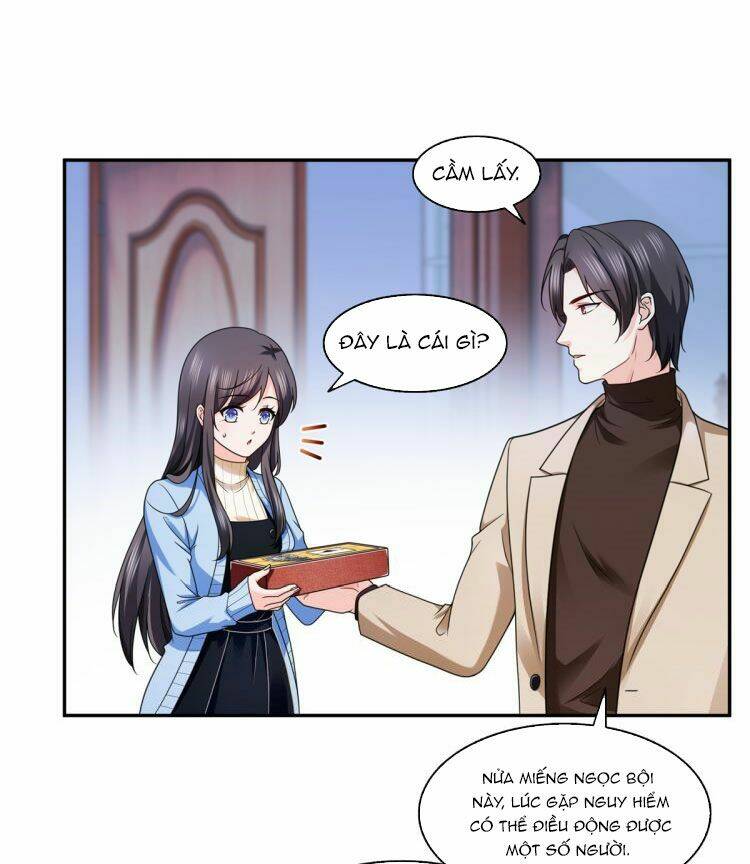 CẦM LẤY.
ĐÂY LÀ CÁI GÌ?
NỬA MIẾNG NGỌC BỘI
NÀY, LÚC GẶP NGUY HIỂM
CÓ THỂ ĐIỀU ĐỘNG ĐƯỢC
MỘT SỐ NGƯỜI.